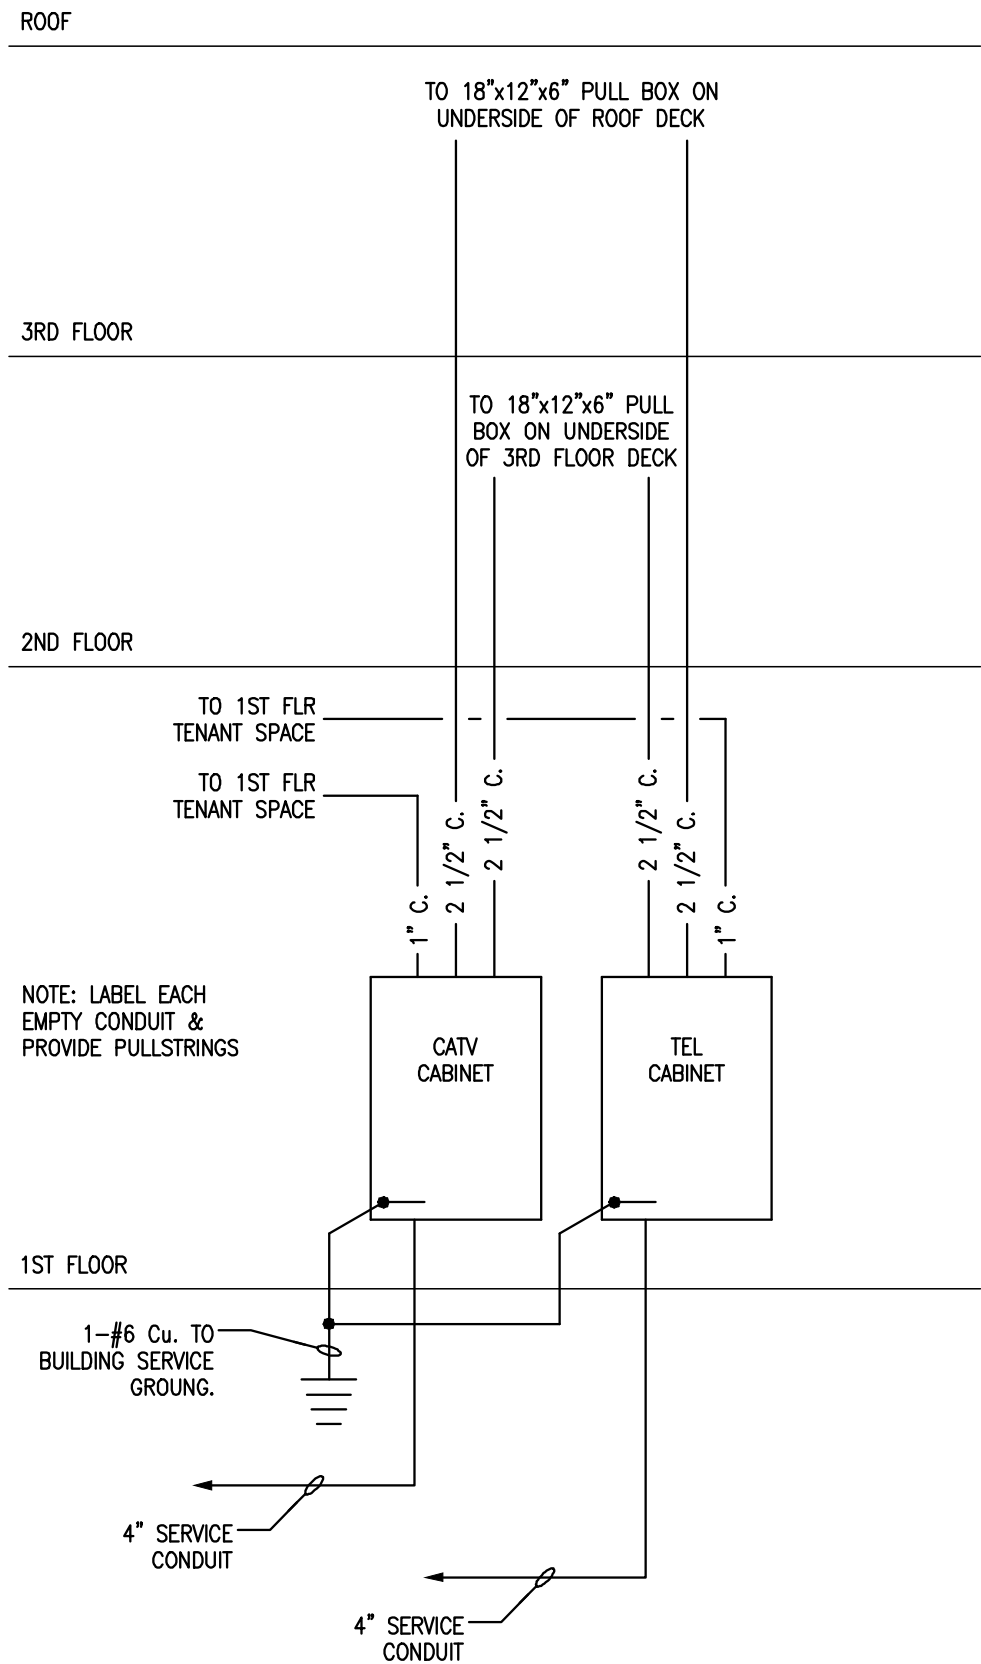 ROOF
TO 18"x12"x6" PULL BOX ON
UNDERSIDE OF ROOF DECK
3RD FLOOR
TO 18"x12"x6" PULL
BOX ON UNDERSIDE
OF 3RD FLOOR DECK
2ND FLOOR
TO 1ST FLR
TENANT SPACE
TO 1ST FLR
TENANT SPACE
1" C.
2 1/2" C.
2 1/2" C.
2 1/2" C.
2 1/2" C.
1" C.
NOTE: LABEL EACH
EMPTY CONDUIT &
PROVIDE PULLSTRINGS
CATV
CABINET
TEL
CABINET
1ST FLOOR
1-#6 Cu. TO
BUILDING SERVICE
GROUNG.
4" SERVICE
CONDUIT
4" SERVICE
CONDUIT